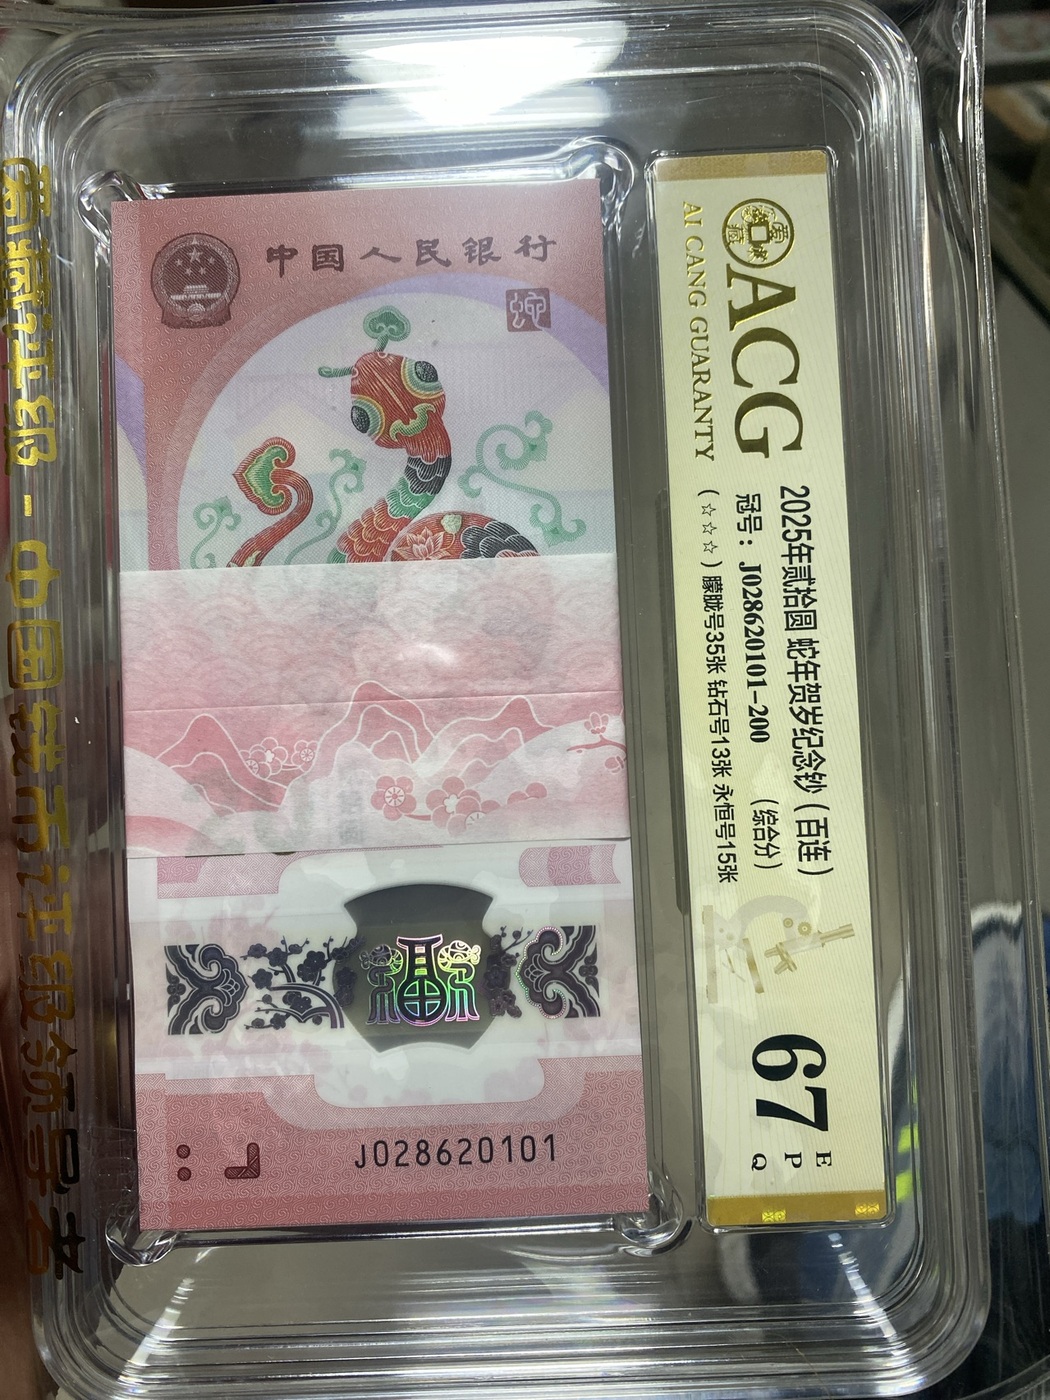 中国人民银行
蛇
J028620101
ACG
AI CANG GUARANTY
2025年贰拾圆 蛇年贺岁纪念钞（百连）
冠号：J028620101-200 （综合分）
(☆☆☆) 朦胧号35张 钻石号13张 永恒号15张
67
E
P
Q
爱藏评级 - 中国钱币评级领导者